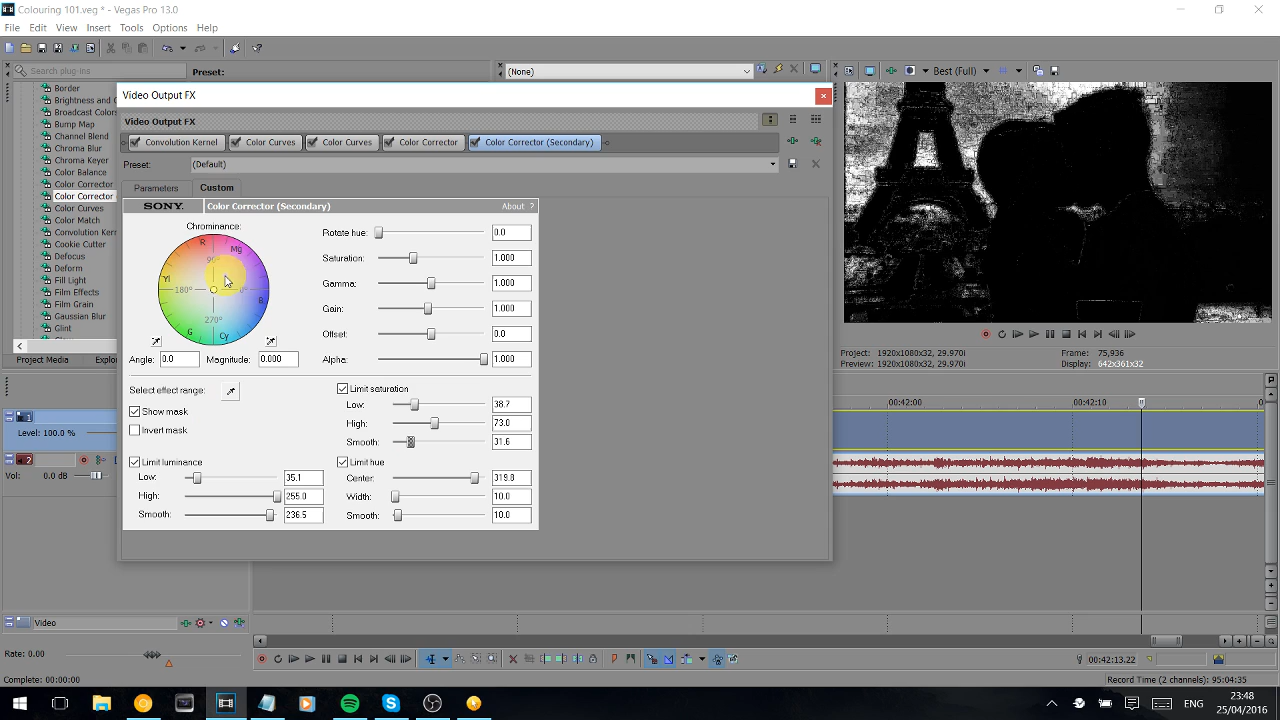 Colouring 101.veg * - Vegas Pro 13.0
File Edit View Insert Tools Options Help
Search plug-ins Preset: (None) Best (Full)
Border
Brightness and C
Broadcast Colors
Bump Map
Channel Blend
Chroma Blur
Chroma Keyer
Color Balance
Color Corrector
Color Corrector
Color Curves
Color Match
Convolution Kern
Cookie Cutter
Defocus
Deform
Fill Light
Film Effects
Film Grain
Gaussian Blur
Glint
Project Media Explor
Video Output FX
Video Output FX
Convolution Kernel Color Curves Color Curves Color Corrector Color Corrector (Secondary)
Preset: (Default)
Parameters Custom
SONY. Color Corrector (Secondary) About ?
Chrominance:
R Mg B Cy G Yl
180° 0° 270°
Angle: 0.0 Magnitude: 0.000
Rotate hue: 0.0
Saturation: 1.000
Gamma: 1.000
Gain: 1.000
Offset: 0.0
Alpha: 1.000
Select effect range:
Show mask
Invert mask
Limit luminance
Low: 35.1
High: 255.0
Smooth: 236.5
Limit saturation
Low: 38.7
High: 73.0
Smooth: 31.6
Limit hue
Center: 319.8
Width: 10.0
Smooth: 10.0
Project: 1920x1080x32, 29.970i
Preview: 1920x1080x32, 29.970i
Frame: 75,936
Display: 642x361x32
00:42:00 00:42:10
1
Level: 100.0 %
2
Vol: 0.0 dB
Video
Rate: 0.00
00:42:13.22
Complete: 00:00:00
Record Time (2 channels): 95:04:35
ENG
23:48
25/04/2016